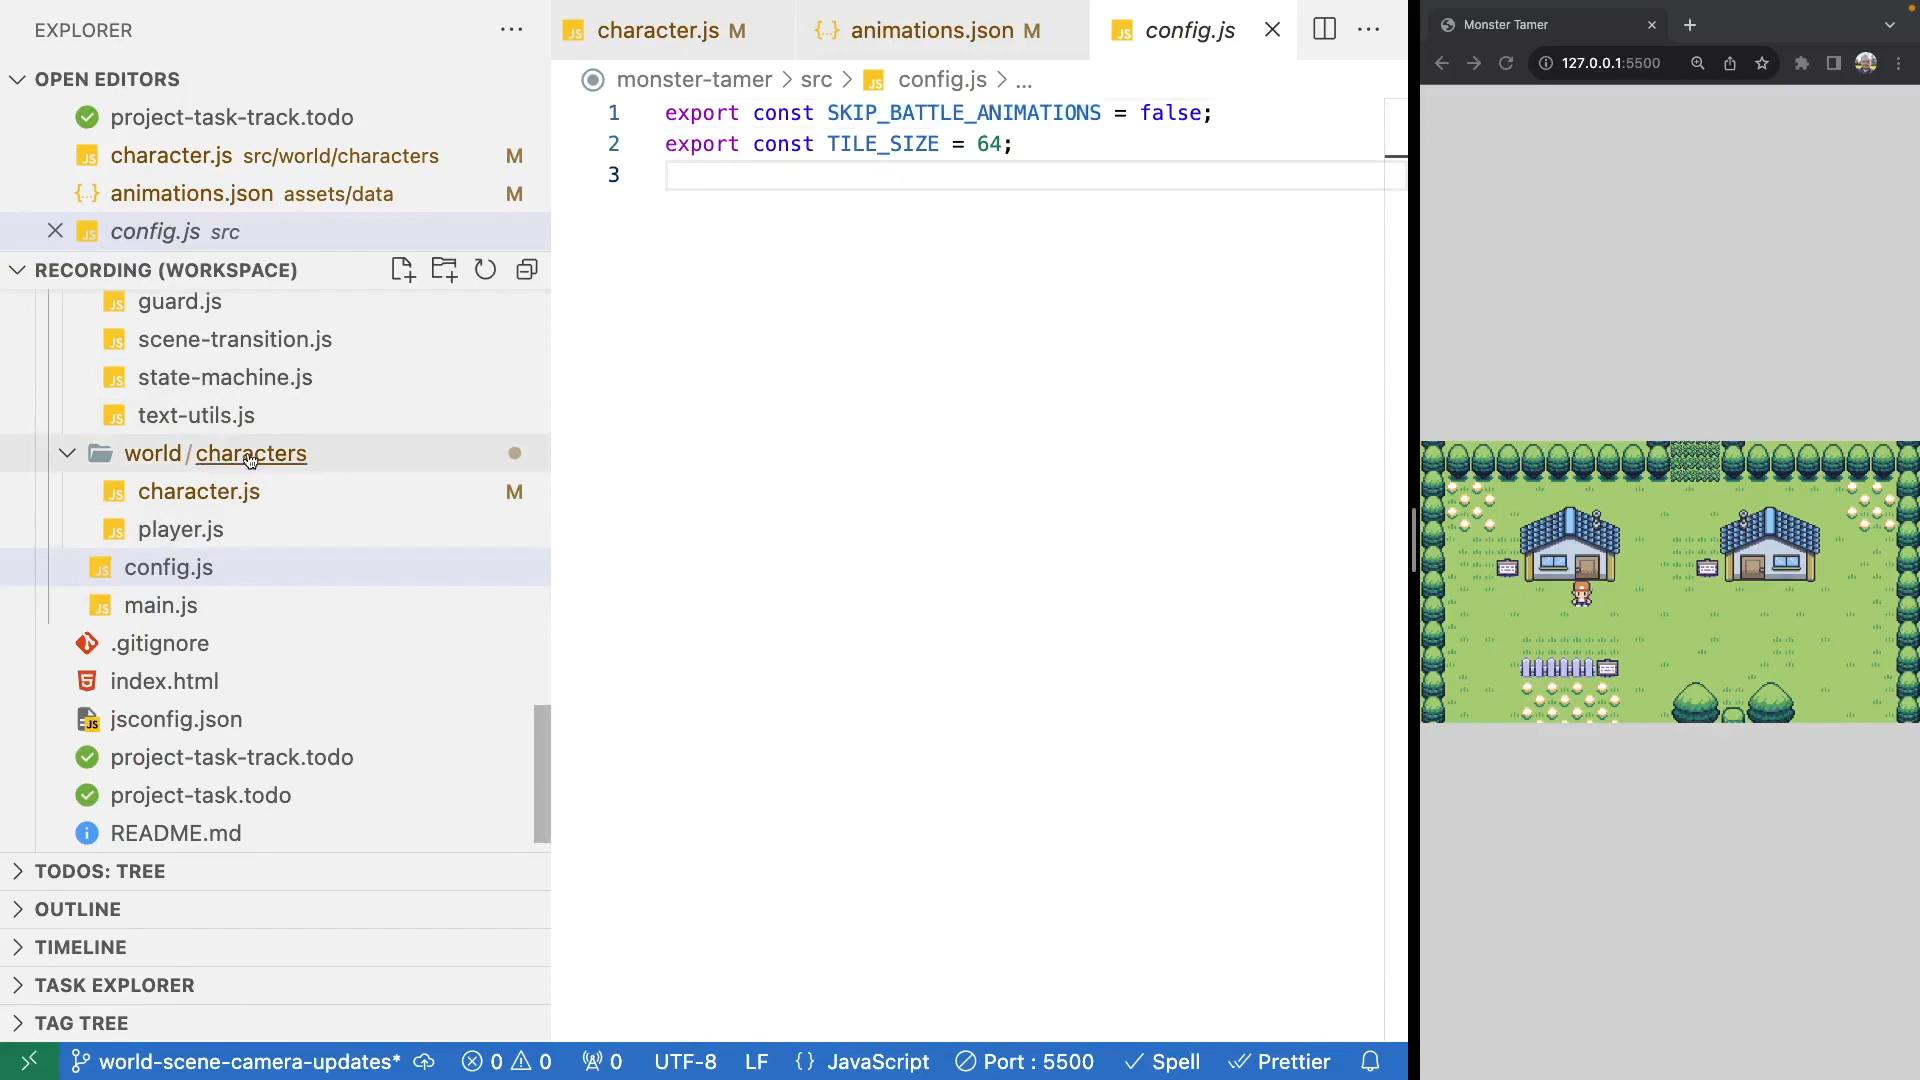 EXPLORER
OPEN EDITORS
project-task-track.todo
character.js src/world/characters M
animations.json assets/data M
config.js src
RECORDING (WORKSPACE)
guard.js
scene-transition.js
state-machine.js
text-utils.js
world / characters
character.js M
player.js
config.js
main.js
.gitignore
index.html
jsconfig.json
project-task-track.todo
project-task.todo
README.md
TODOS: TREE
OUTLINE
TIMELINE
TASK EXPLORER
TAG TREE
character.js M
animations.json M
config.js
monster-tamer > src > config.js > ...
1 export const SKIP_BATTLE_ANIMATIONS = false;
2 export const TILE_SIZE = 64;
3
Monster Tamer
127.0.0.1:5500
world-scene-camera-updates* 0 0 0 UTF-8 LF {} JavaScript Port : 5500 Spell Prettier